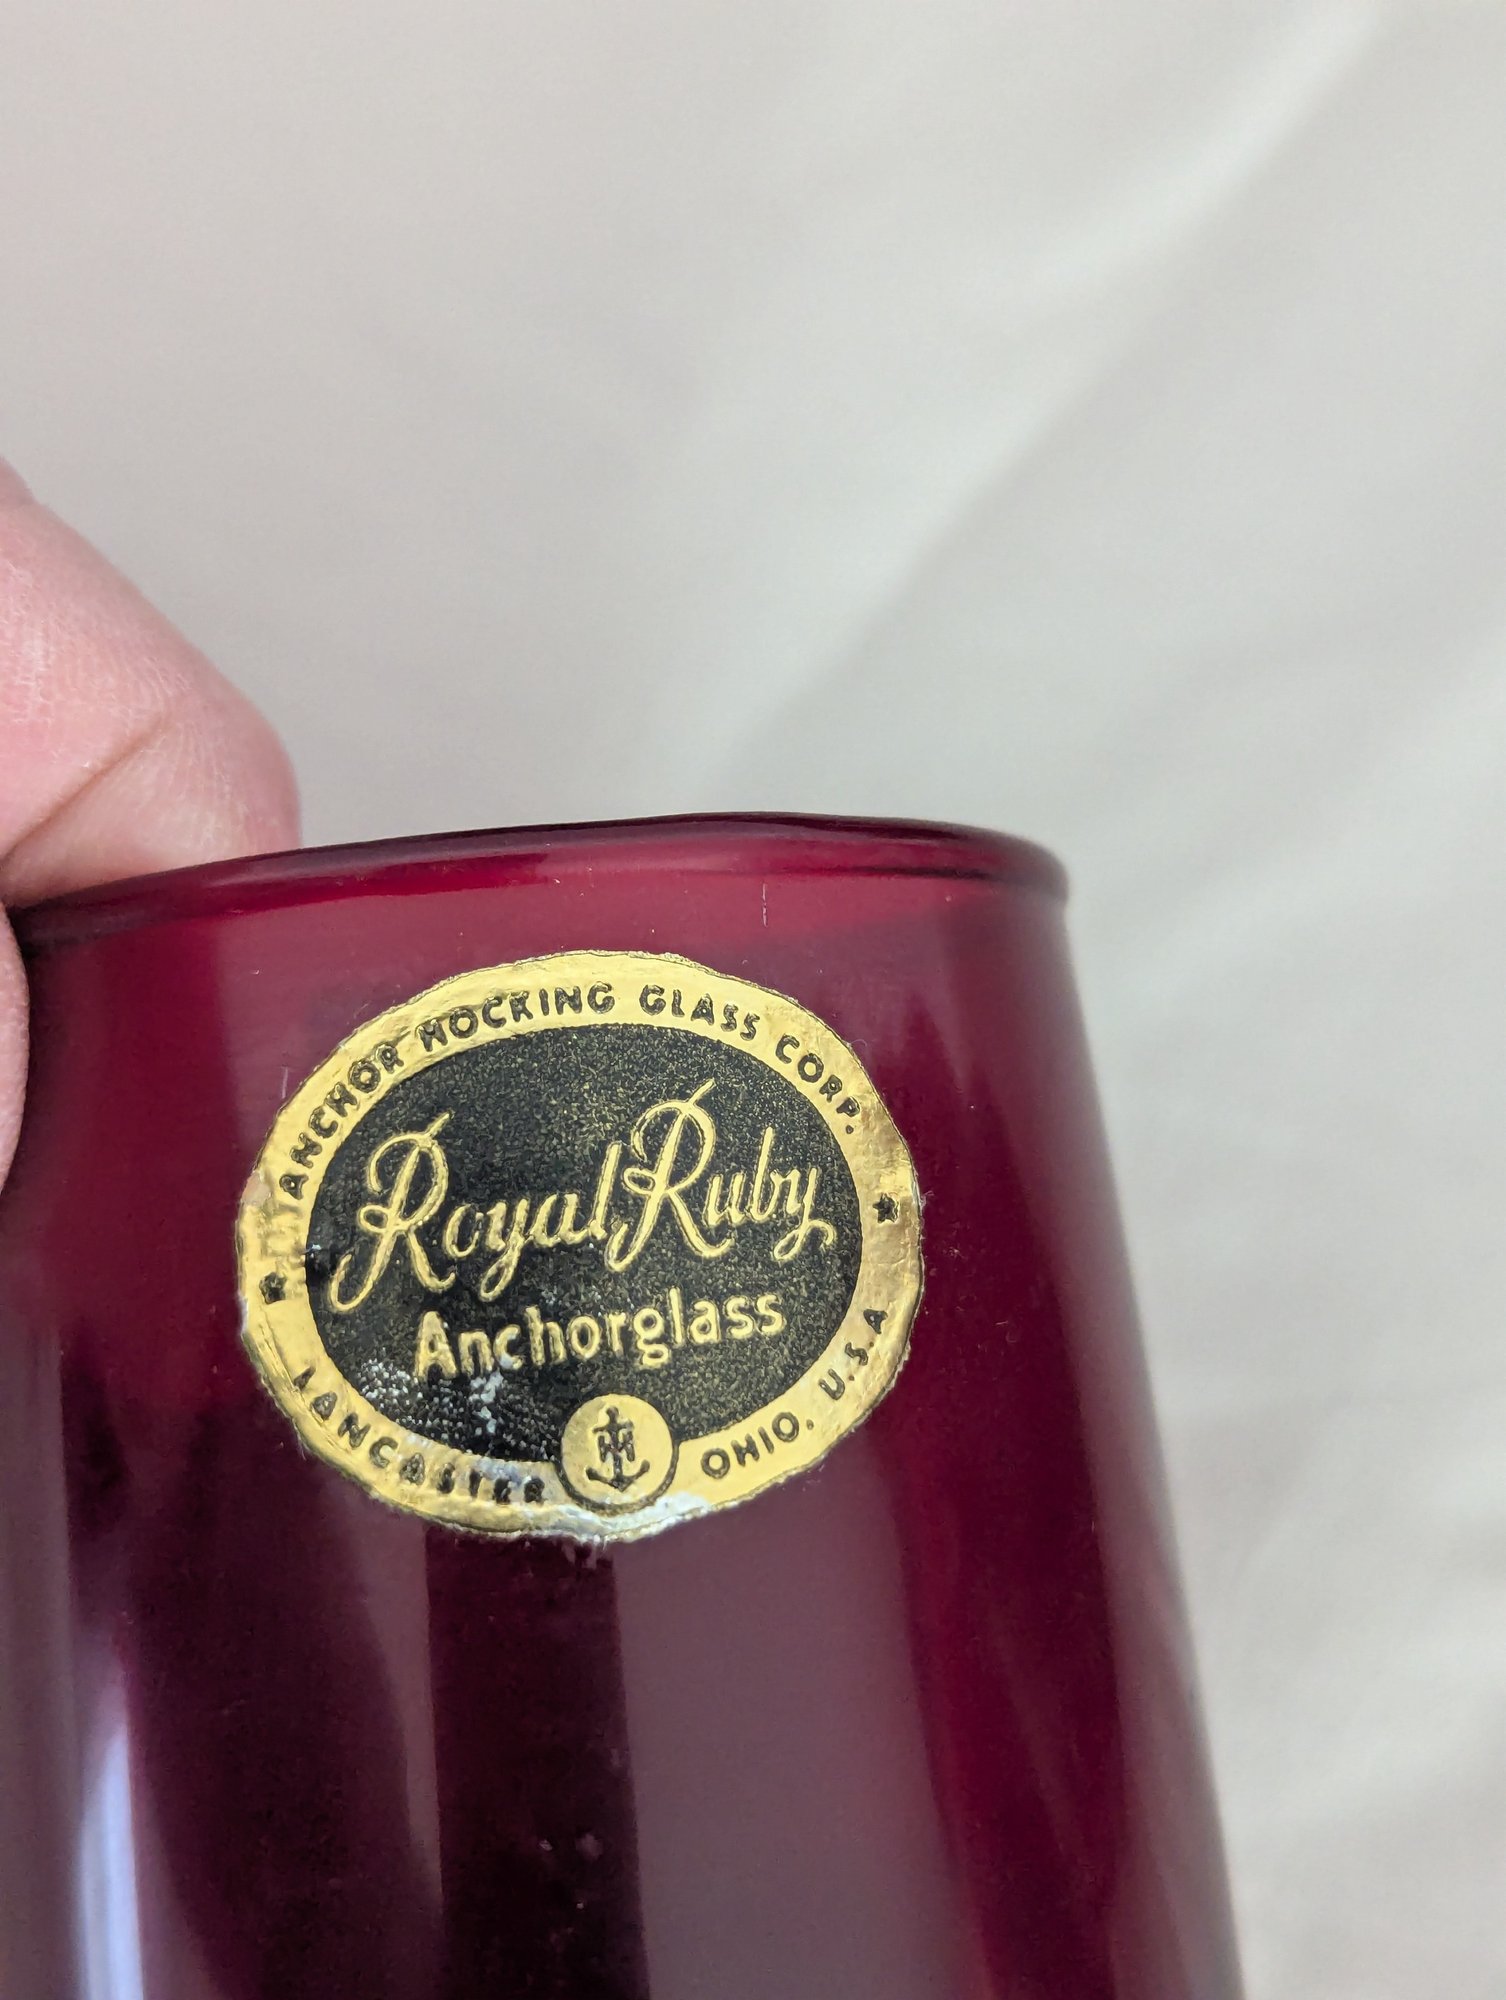 ANCHOR HOCKING GLASS CORP.
Royal Ruby
Anchorglass
LANCASTER OHIO. U.S.A